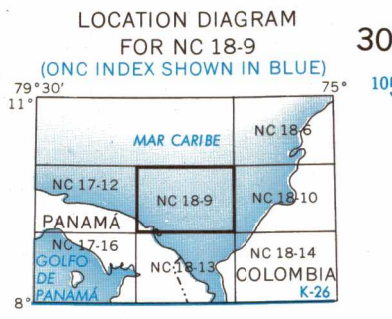 LOCATION DIAGRAM
FOR NC 18-9
(ONC INDEX SHOWN IN BLUE)
30
79°30'
75°
11°
MAR CARIBE
NC 18-6
NC 17-12
NC 18-9
NC 18-10
PANAMÁ
NC 17-16
GOLFO
DE
PANAMÁ
NC 18-13
NC 18-14
COLOMBIA
K-26
8°